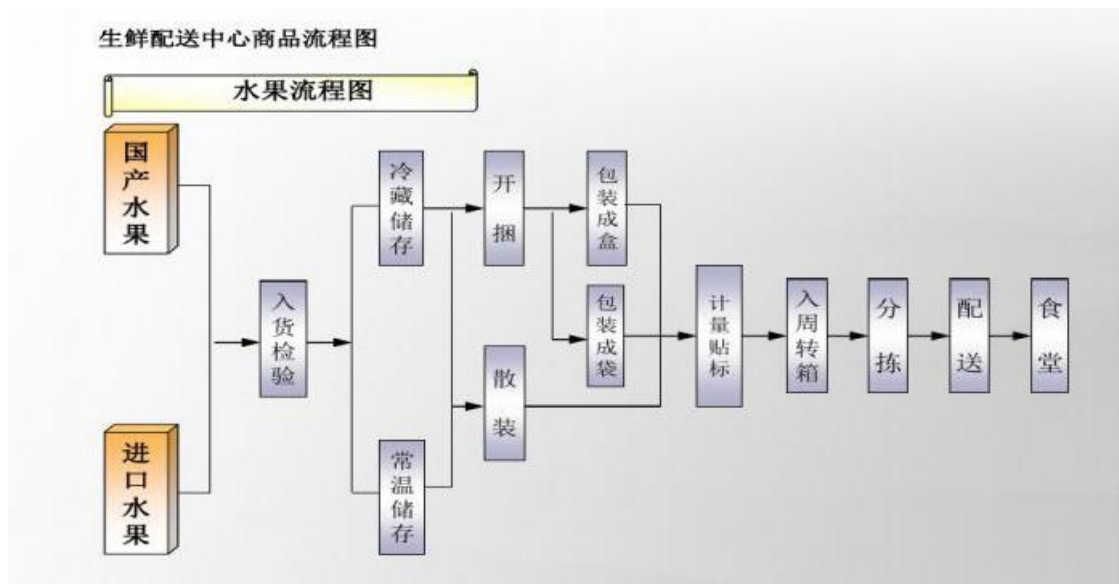 生鲜配送中心商品流程图
水果流程图
国产水果
进口水果
入货检验
冷藏储存
常温储存
开捆
散装
包装成盒
包装成袋
计量贴标
入周转箱
分拣
配送
食堂